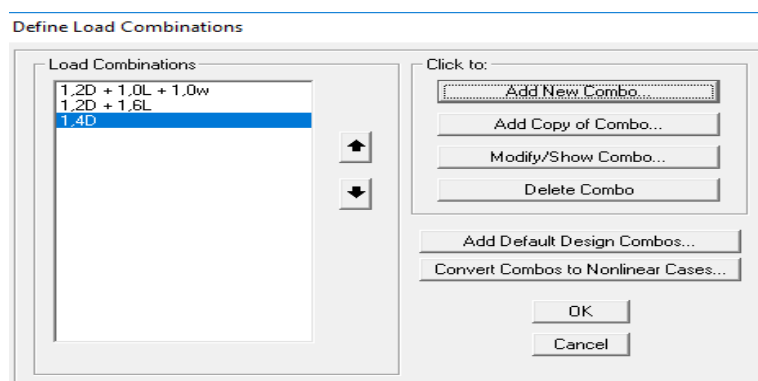 Define Load Combinations
Load Combinations
1,2D + 1,0L + 1,0w
1,2D + 1,6L
1,4D
Click to:
Add New Combo...
Add Copy of Combo...
Modify/Show Combo...
Delete Combo
Add Default Design Combos...
Convert Combos to Nonlinear Cases...
OK
Cancel